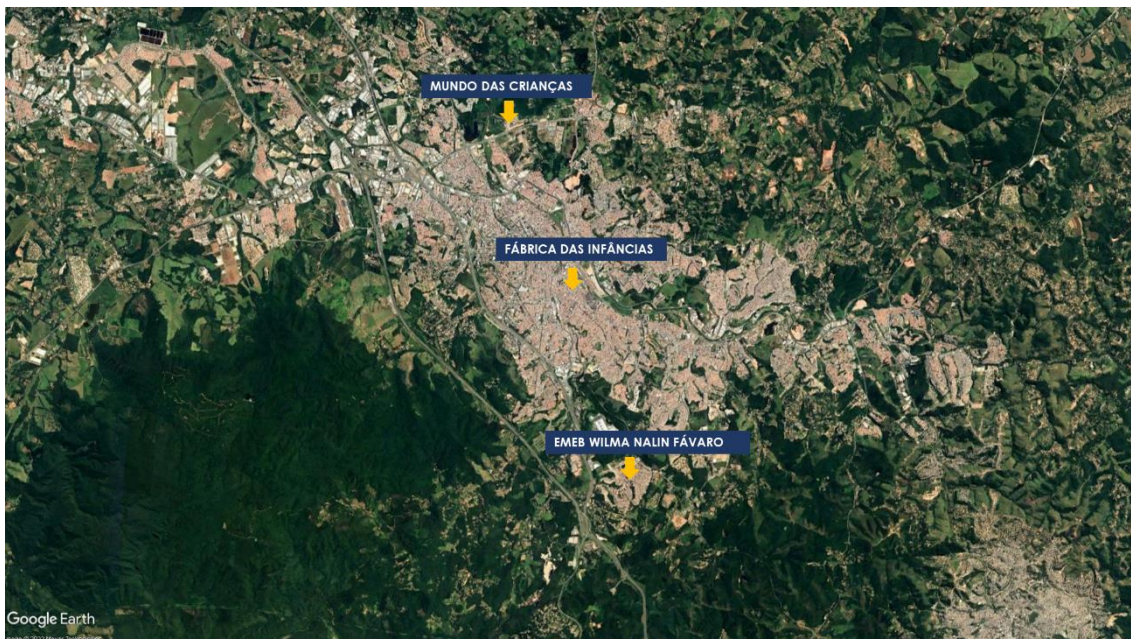 MUNDO DAS CRIANÇAS
FÁBRICA DAS INFÂNCIAS
EMEB WILMA NALIN FÁVARO
Google Earth